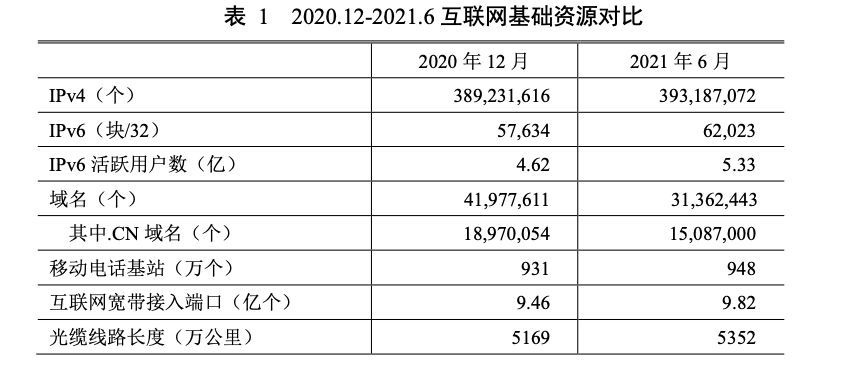 表 1 2020.12-2021.6 互联网基础资源对比
2020 年 12 月 2021 年 6 月
IPv4（个） 389,231,616 393,187,072
IPv6（块/32） 57,634 62,023
IPv6 活跃用户数（亿） 4.62 5.33
域名（个） 41,977,611 31,362,443
其中.CN 域名（个） 18,970,054 15,087,000
移动电话基站（万个） 931 948
互联网宽带接入端口（亿个） 9.46 9.82
光缆线路长度（万公里） 5169 5352